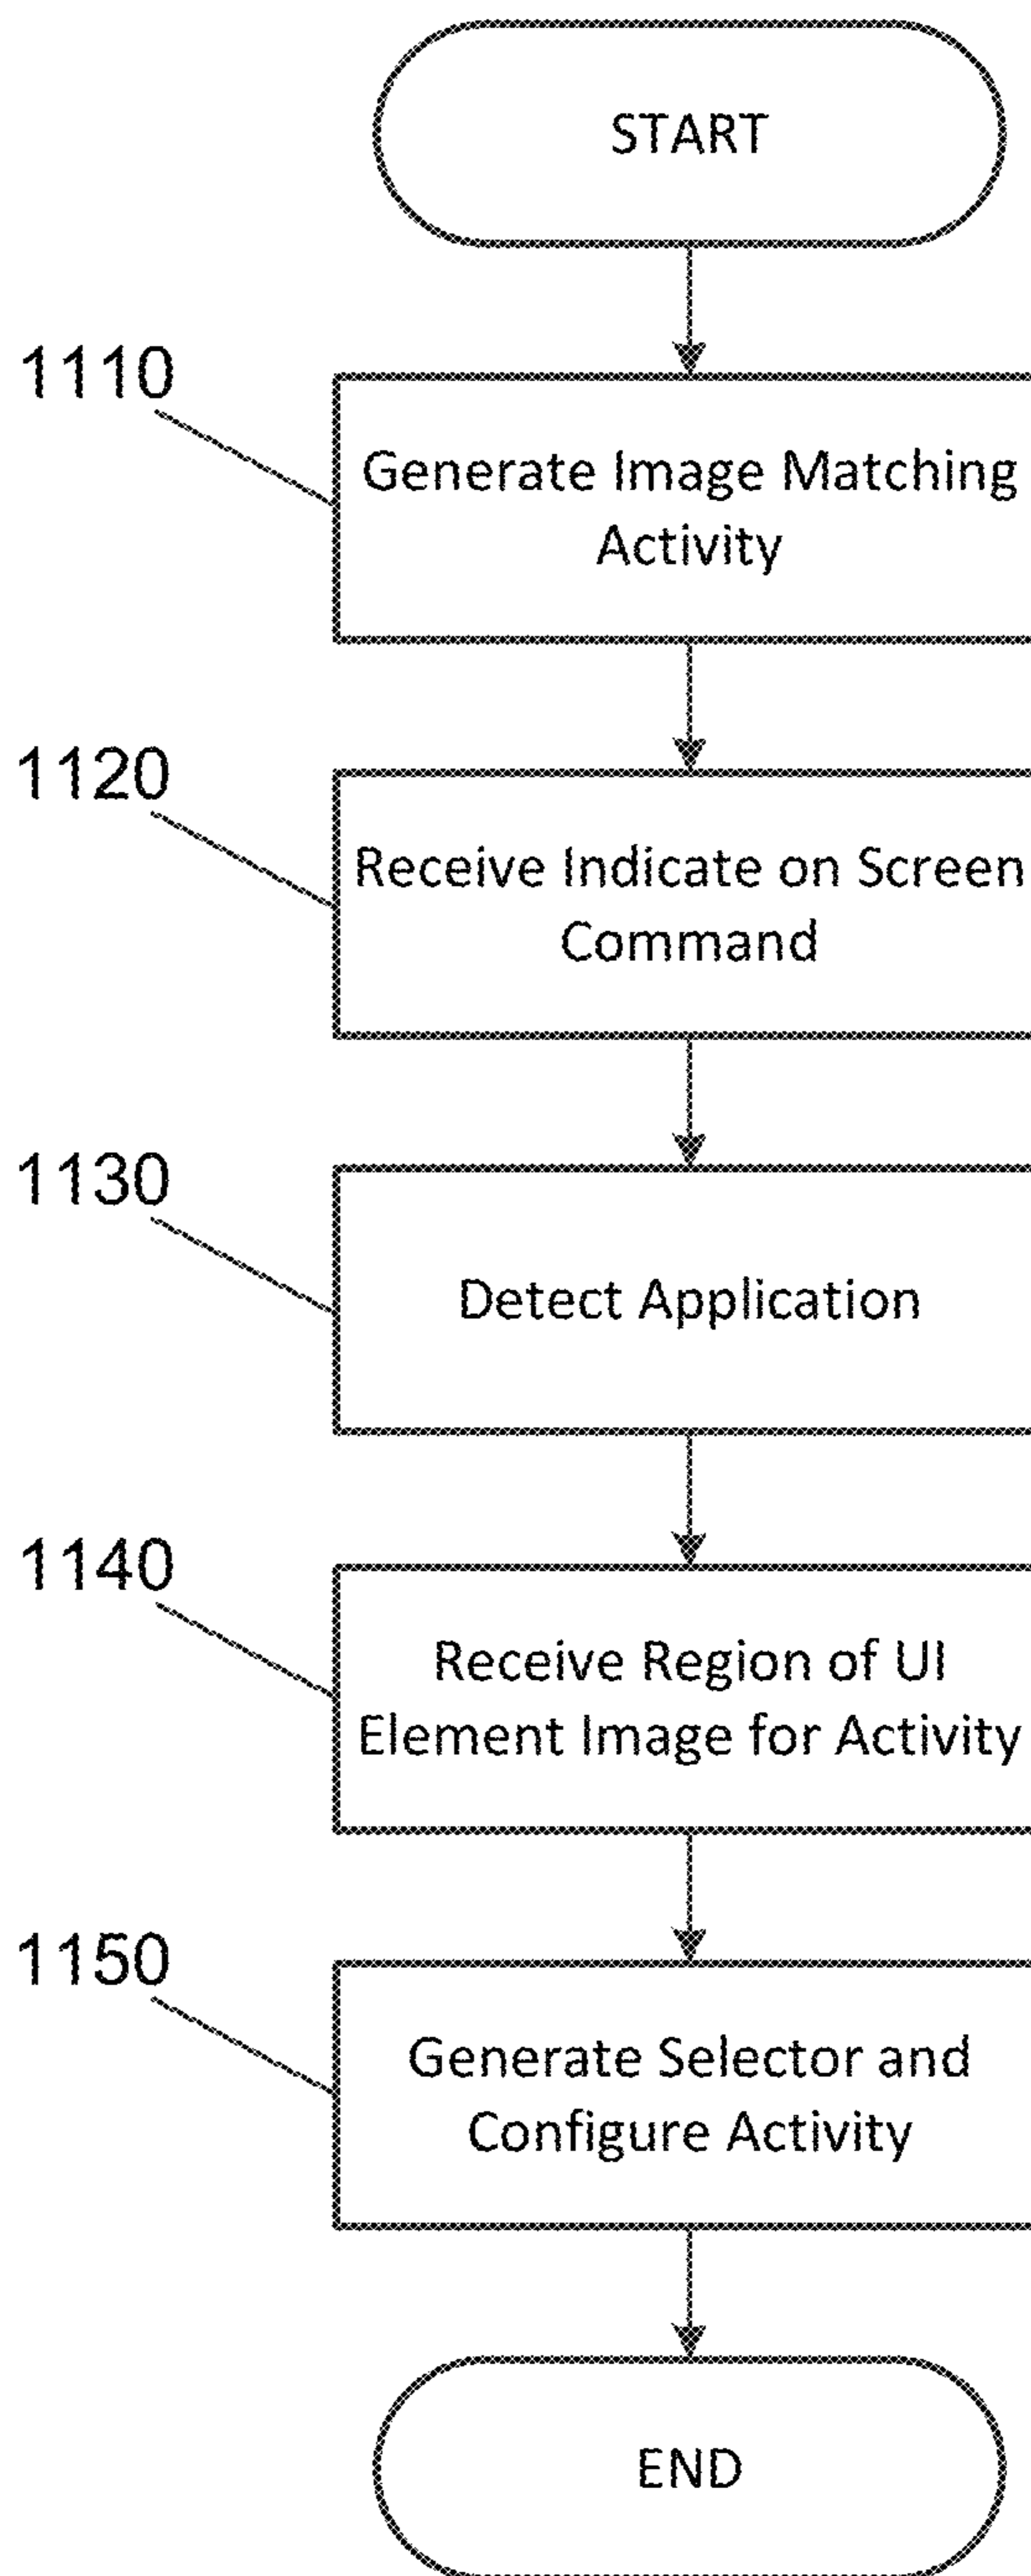 START
1110
Generate Image Matching
Activity
1120
Receive Indicate on Screen
Command
1130
Detect Application
1140
Receive Region of UI
Element Image for Activity
1150
Generate Selector and
Configure Activity
END